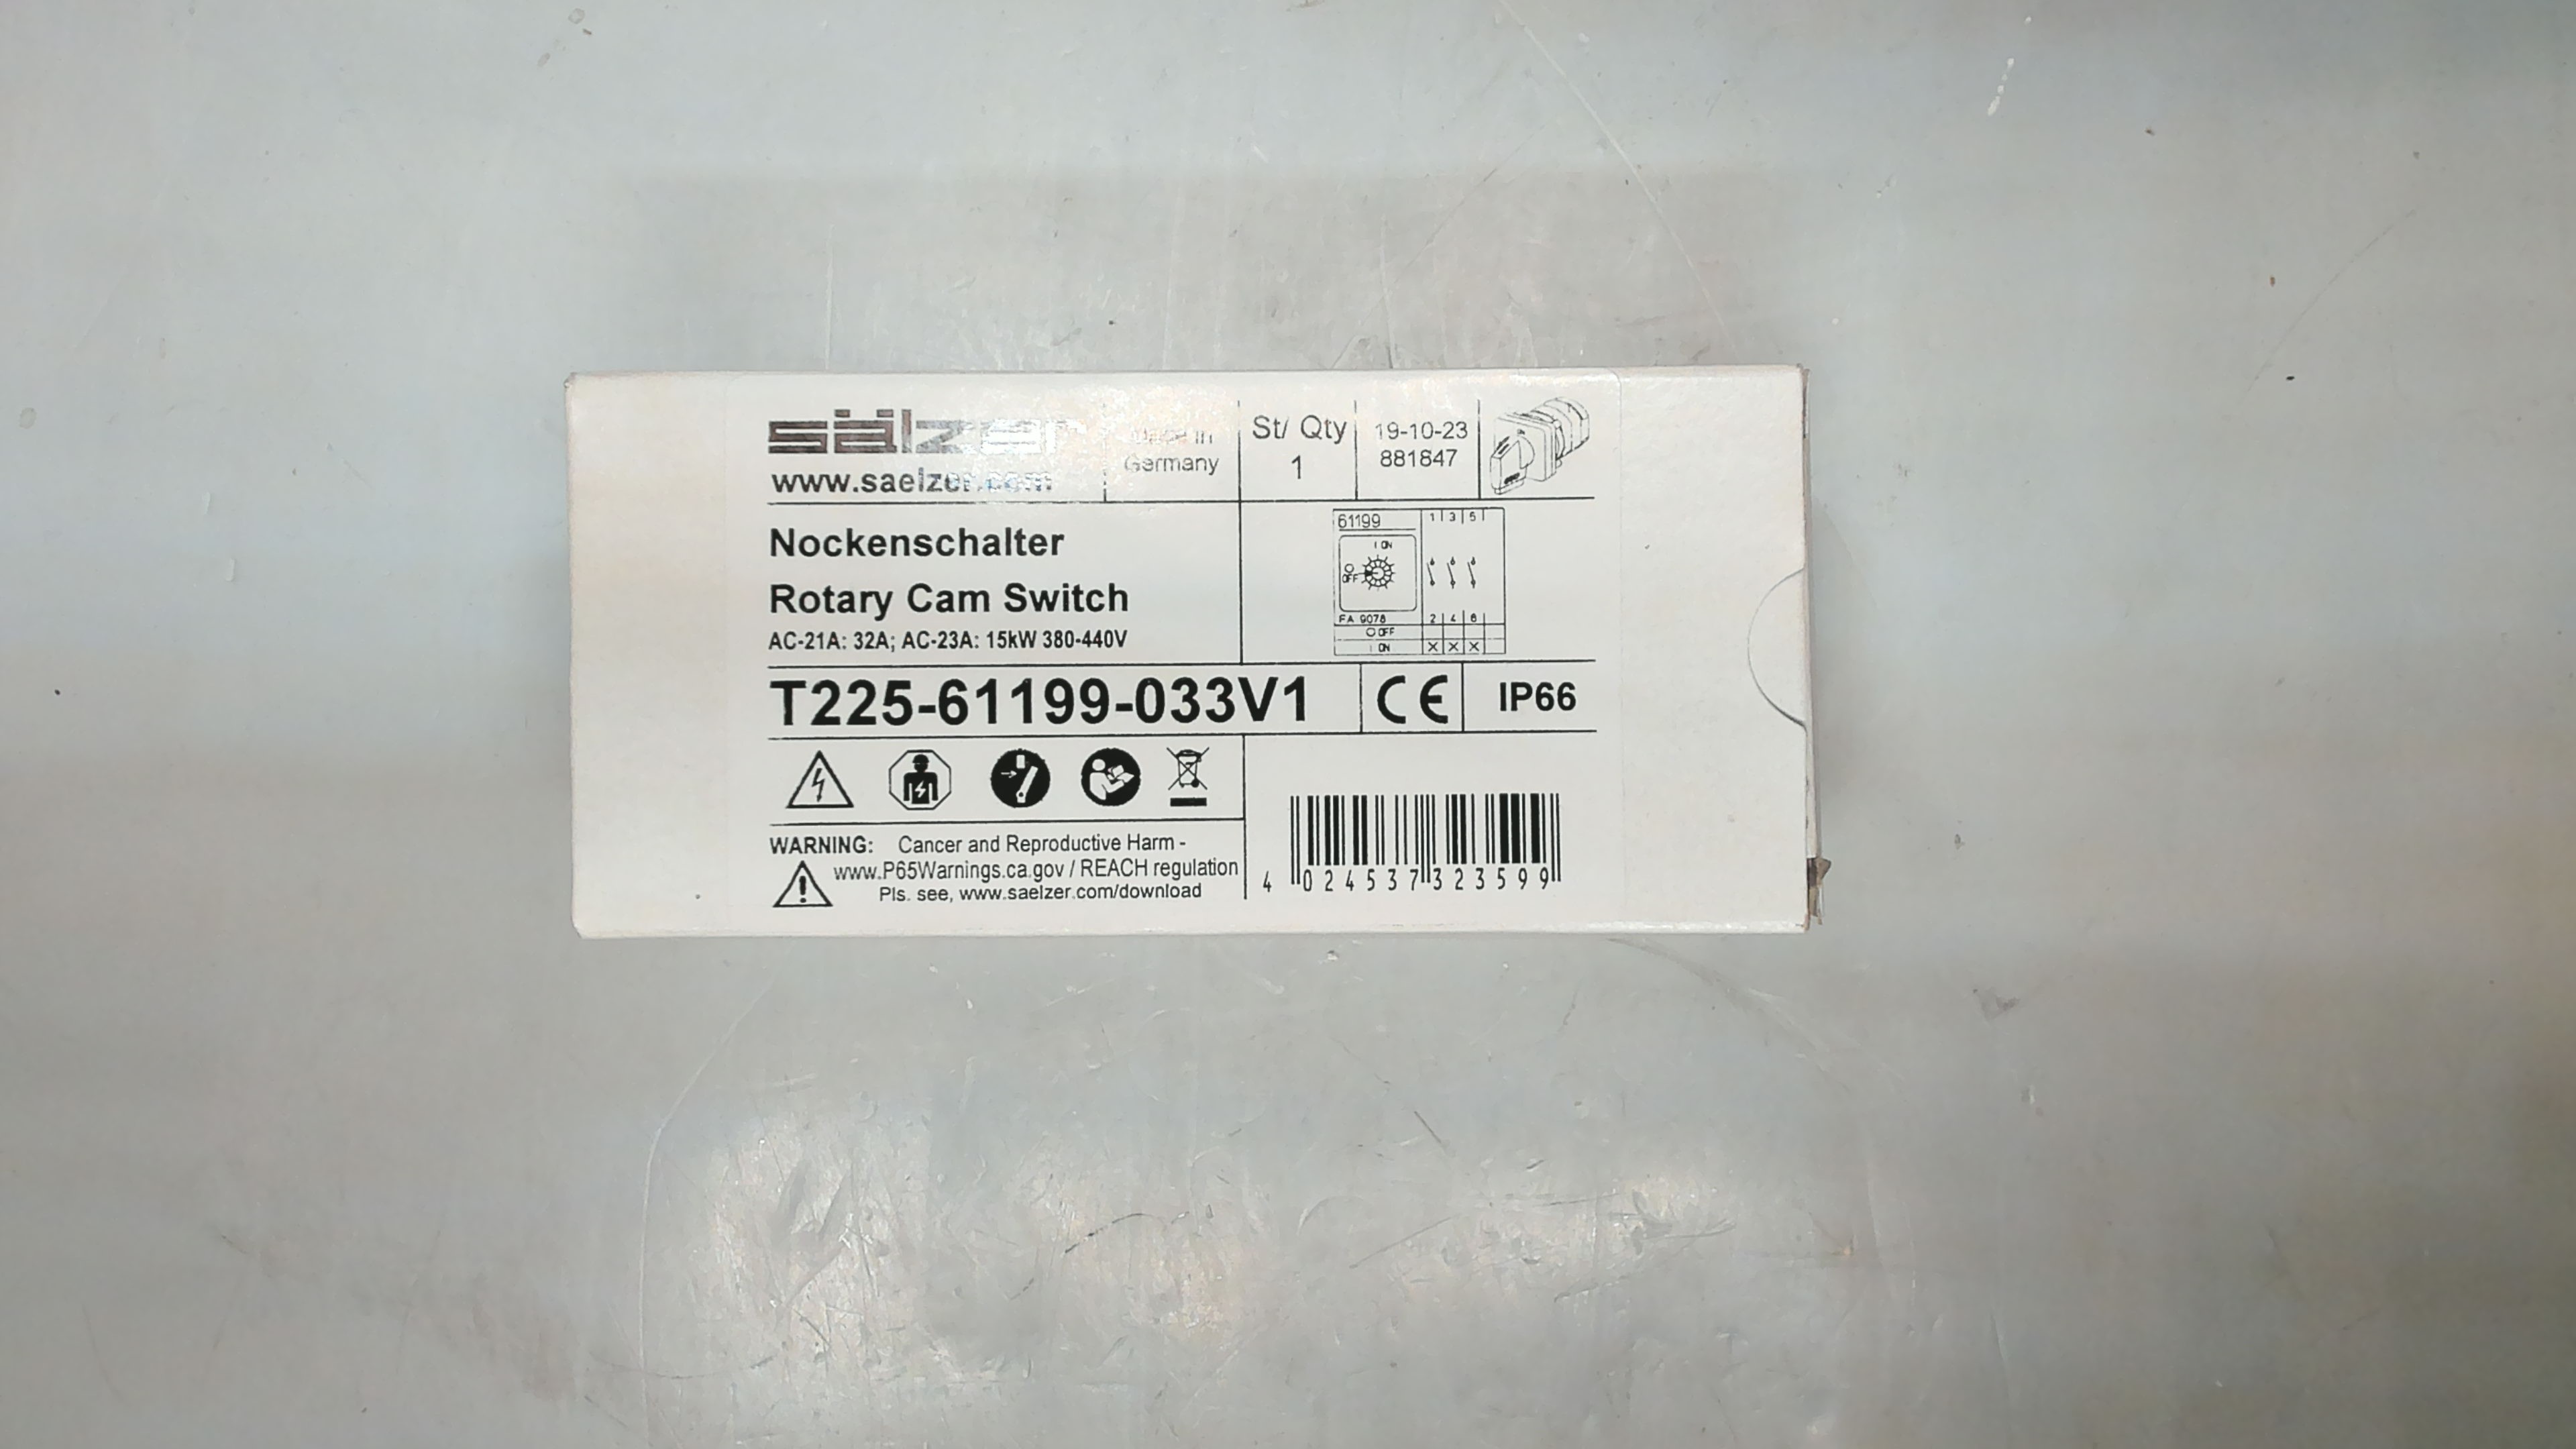 sälzer
www.saelzer.com
Made in
Germany
St/ Qty
1
19-10-23
881847
Nockenschalter
Rotary Cam Switch
AC-21A: 32A; AC-23A: 15kW 380-440V
61199
1 3 5
I ON
O
OFF
FA 9078 2 4 6
O OFF
I ON X X X
T225-61199-033V1
CE
IP66
WARNING: Cancer and Reproductive Harm -
www.P65Warnings.ca.gov / REACH regulation
Pls. see, www.saelzer.com/download
4 024537 323599